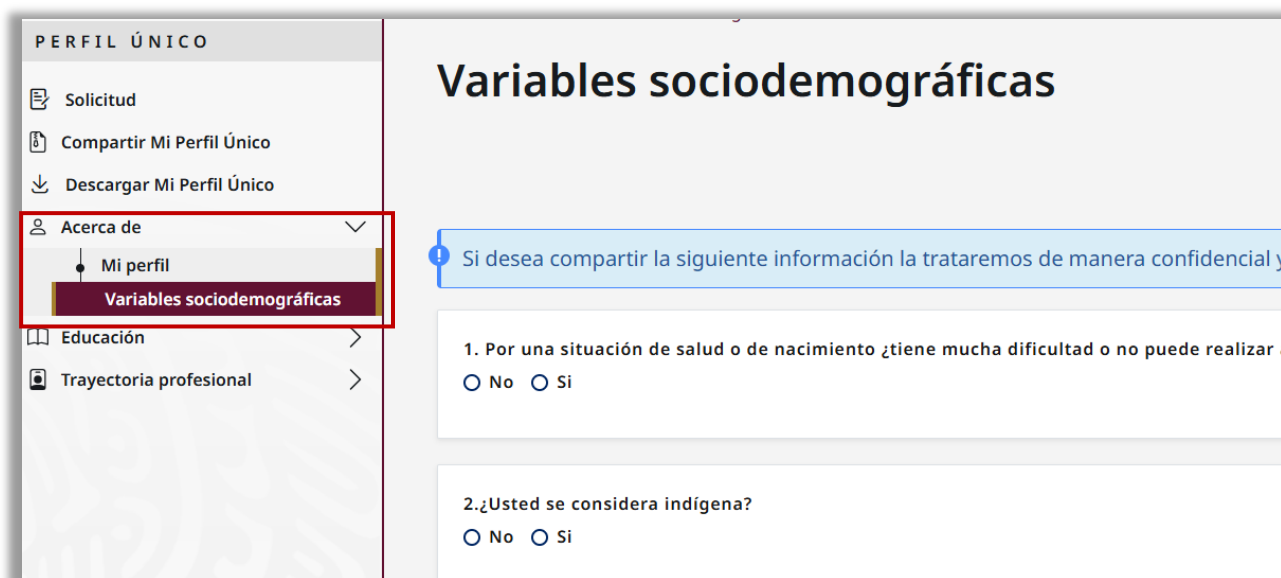 PERFIL ÚNICO
Solicitud
Compartir Mi Perfil Único
Descargar Mi Perfil Único
Acerca de
Mi perfil
Variables sociodemográficas
Educación
Trayectoria profesional
Variables sociodemográficas
Si desea compartir la siguiente información la trataremos de manera confidencial y
1. Por una situación de salud o de nacimiento ¿tiene mucha dificultad o no puede realizar
No Si
2.¿Usted se considera indígena?
No Si